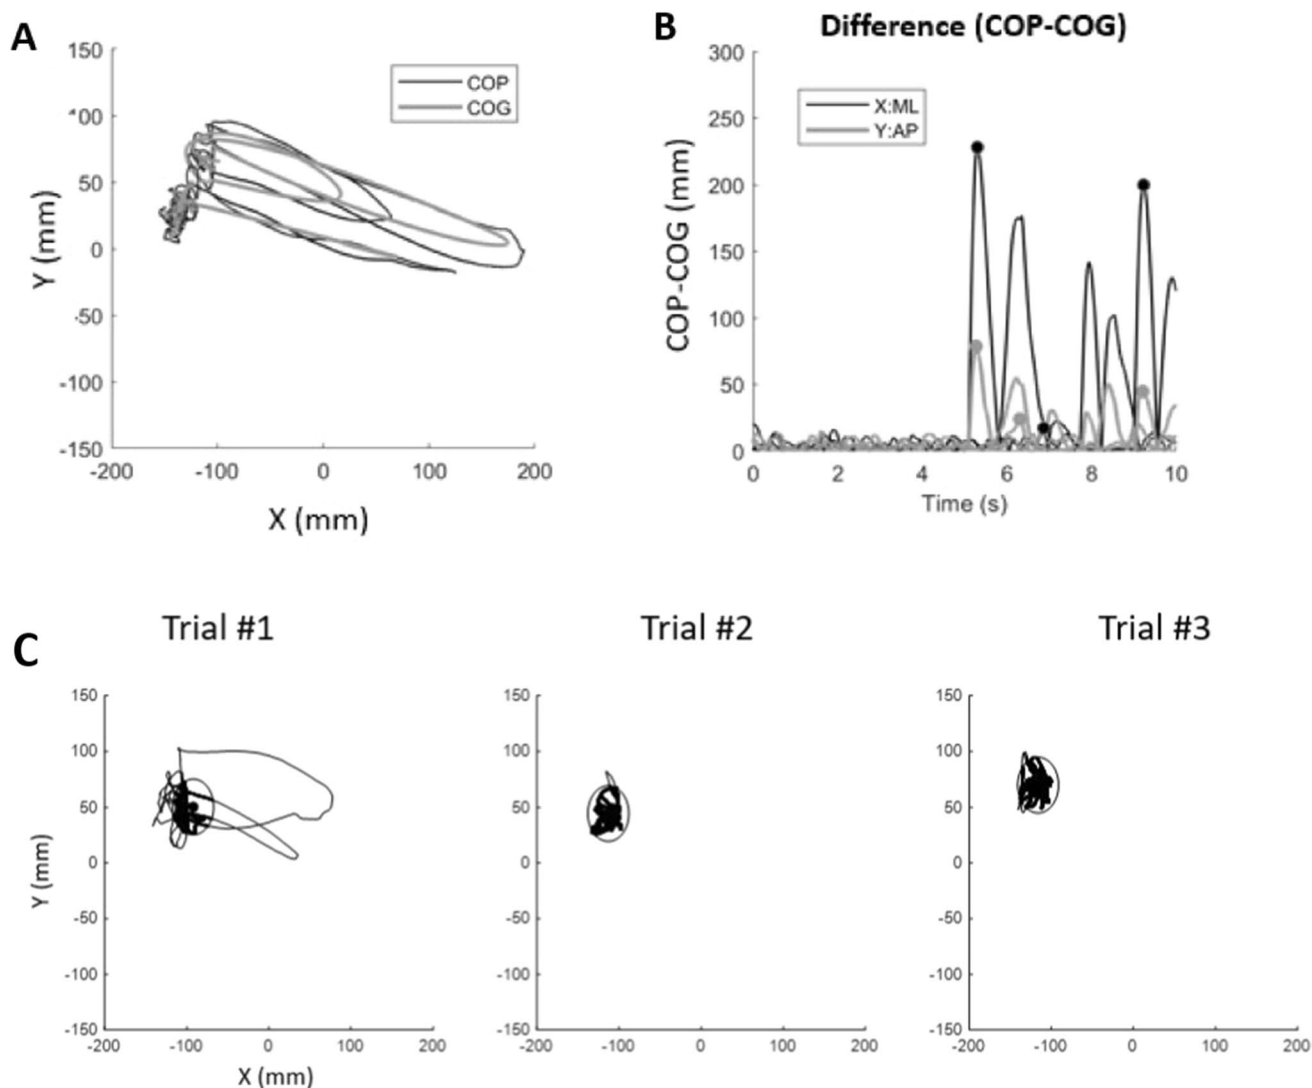 A
150
100
50
0
-50
-100
-150
-200 -100 0 100 200
Y (mm)
X (mm)
COP
COG
B
Difference (COP-COG)
300
250
200
150
100
50
0
0 2 4 6 8 10
COP-COG (mm)
Time (s)
X:ML
Y:AP
C
Trial #1
150
100
50
0
-50
-100
-150
-200 -100 0 100 200
Y (mm)
X (mm)
Trial #2
150
100
50
0
-50
-100
-150
-200 -100 0 100 200
Trial #3
150
100
50
0
-50
-100
-150
-200 -100 0 100 200